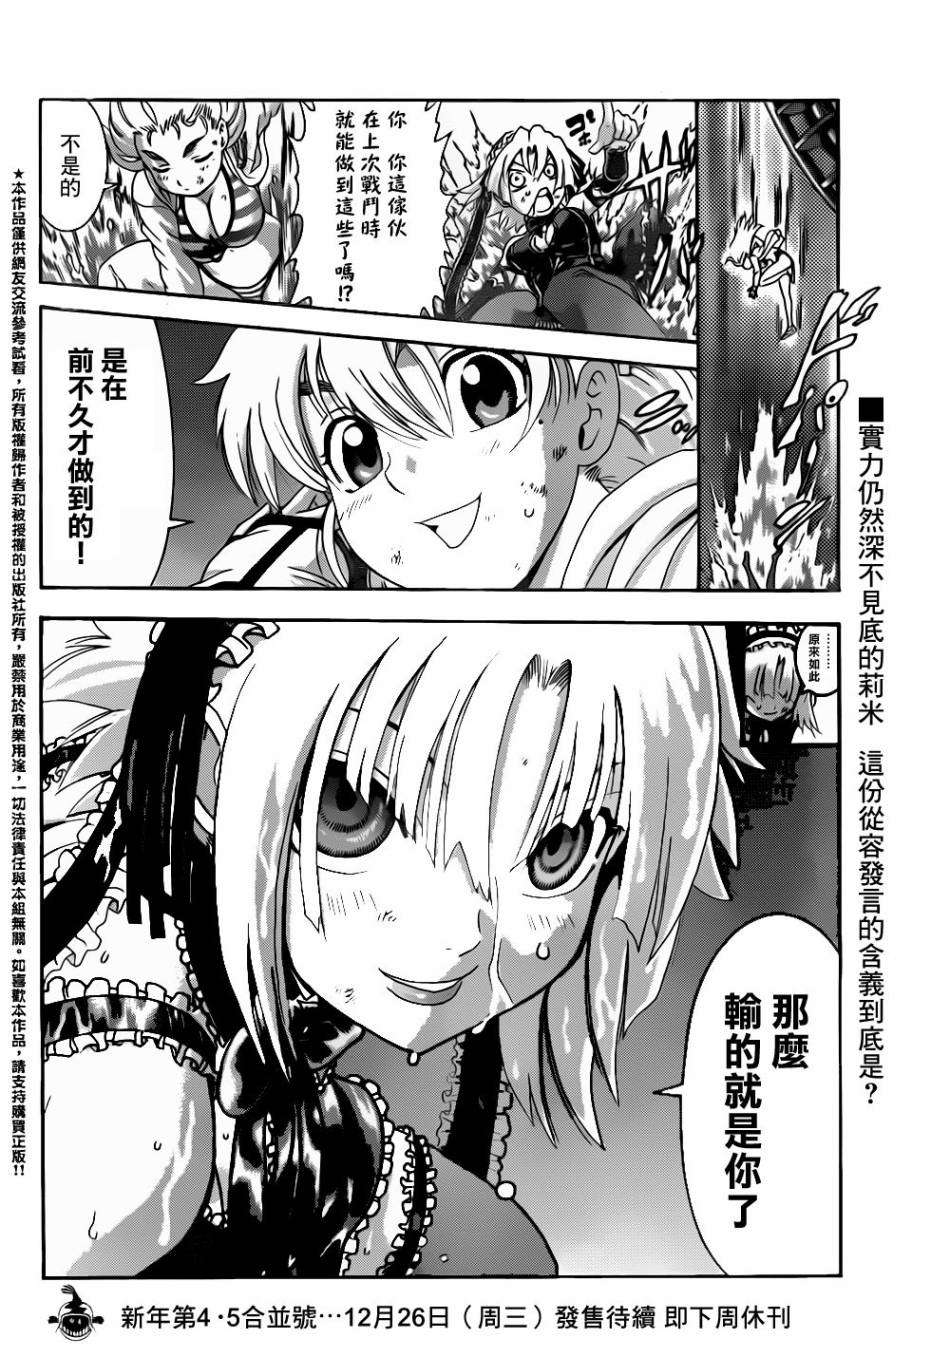 你 你這傢伙
在上次戰鬥時
就能做到這些了嗎!?
不是的
是在
前不久才做到的！
………
原來如此
那麼
輸的就是你了
■實力仍然深不見底的莉米 這份從容發言的含義到底是？
★本作品僅供網友交流參考試看，所有版權歸作者和被授權的出版社所有，嚴禁用於商業用途，一切法律責任與本組無關。如喜歡本作品，請支持購買正版!!
新年第4・5合並號…12月26日（周三）發售待續 即下周休刊